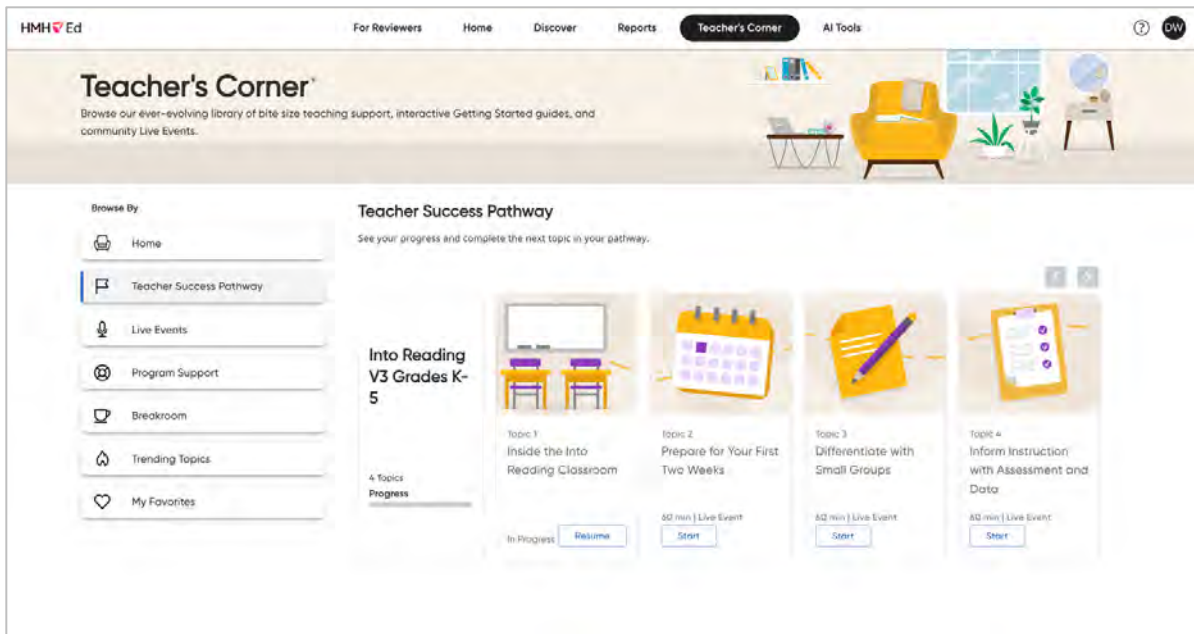 HMH Ed
For Reviewers
Home
Discover
Reports
Teacher's Corner
AI Tools
DW
Teacher's Corner
Browse our ever-evolving library of bite size teaching support, interactive Getting Started guides, and
community Live Events.
Browse By
Home
Teacher Success Pathway
Live Events
Program Support
Breakroom
Trending Topics
My Favorites
Teacher Success Pathway
See your progress and complete the next topic in your pathway.
Into Reading
V3 Grades K-
5
4 Topics
Progress
Topic 1
Inside the Into
Reading Classroom
In Progress
Resume
Topic 2
Prepare for Your First
Two Weeks
60 min | Live Event
Start
Topic 3
Differentiate with
Small Groups
60 min | Live Event
Start
Topic 4
Inform Instruction
with Assessment and
Data
60 min | Live Event
Start